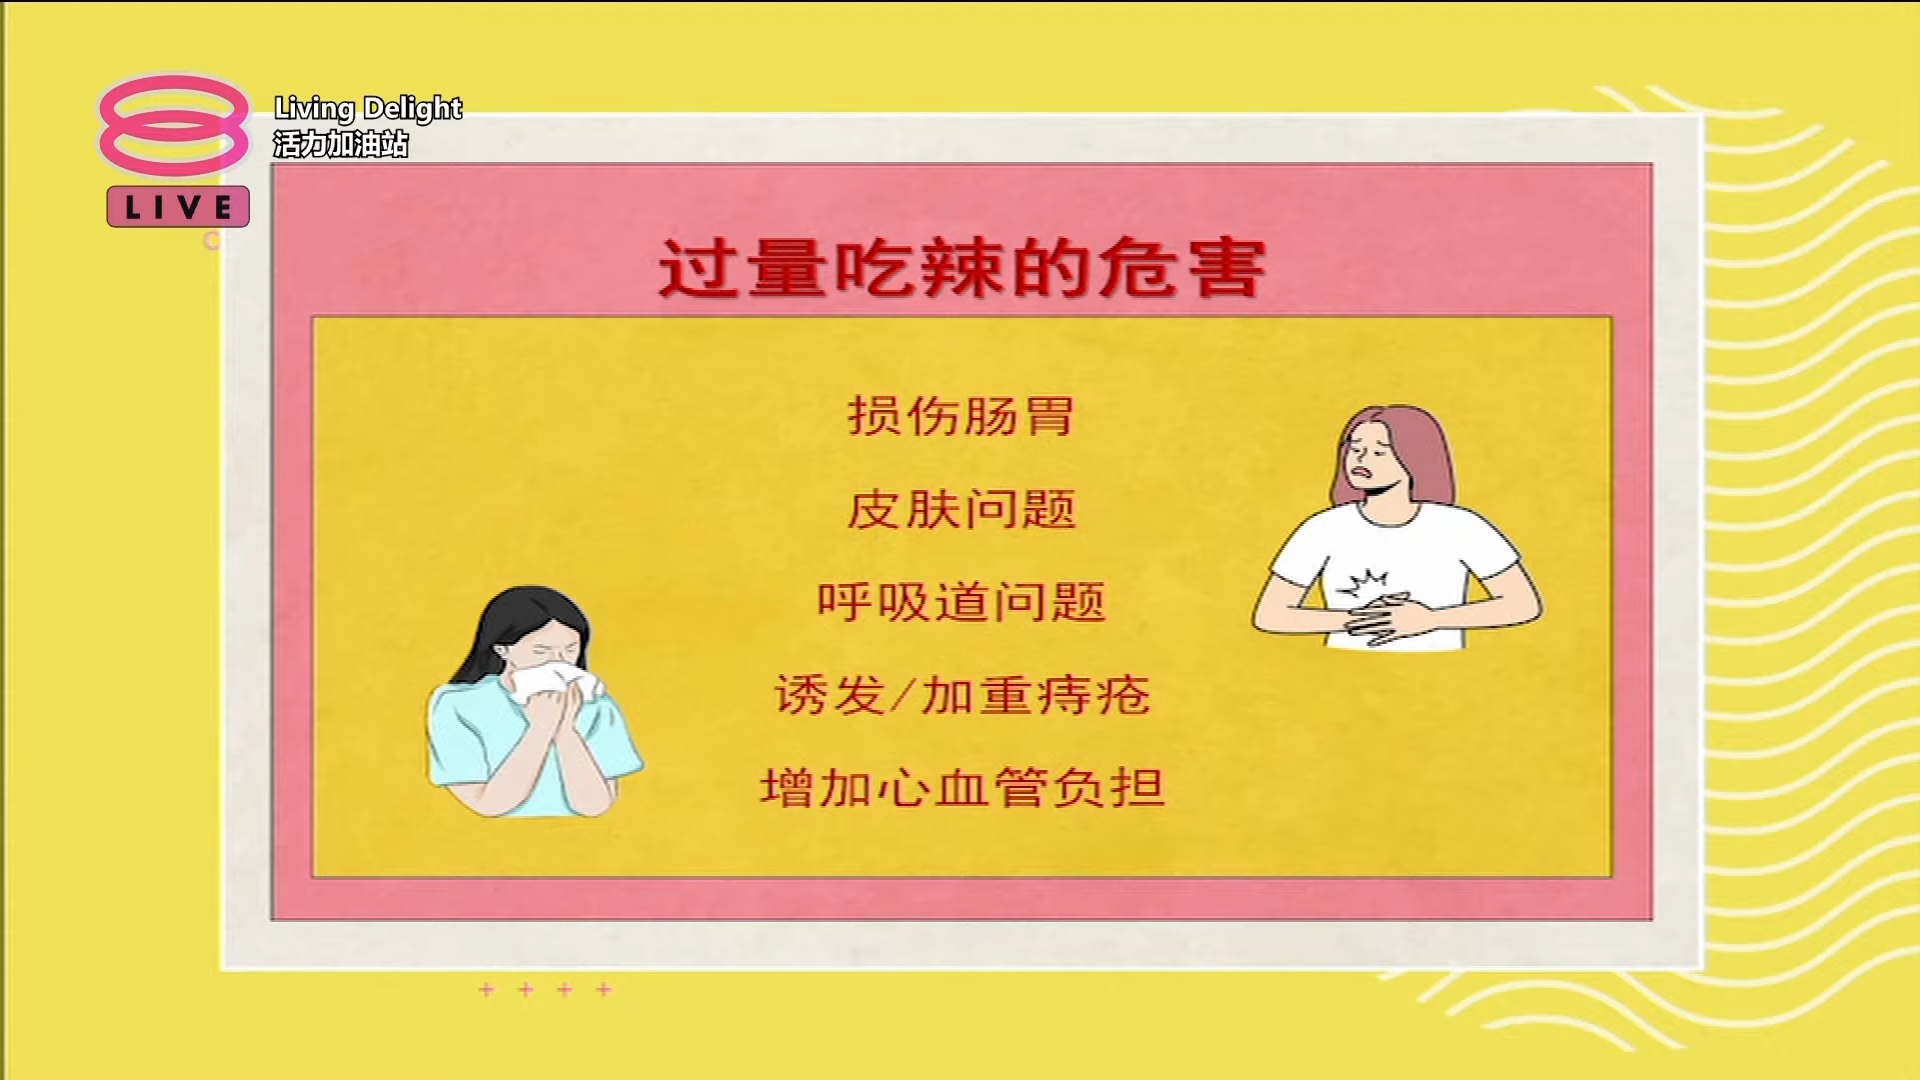 Living Delight
活力加油站
LIVE
过量吃辣的危害
损伤肠胃
皮肤问题
呼吸道问题
诱发/加重痔疮
增加心血管负担